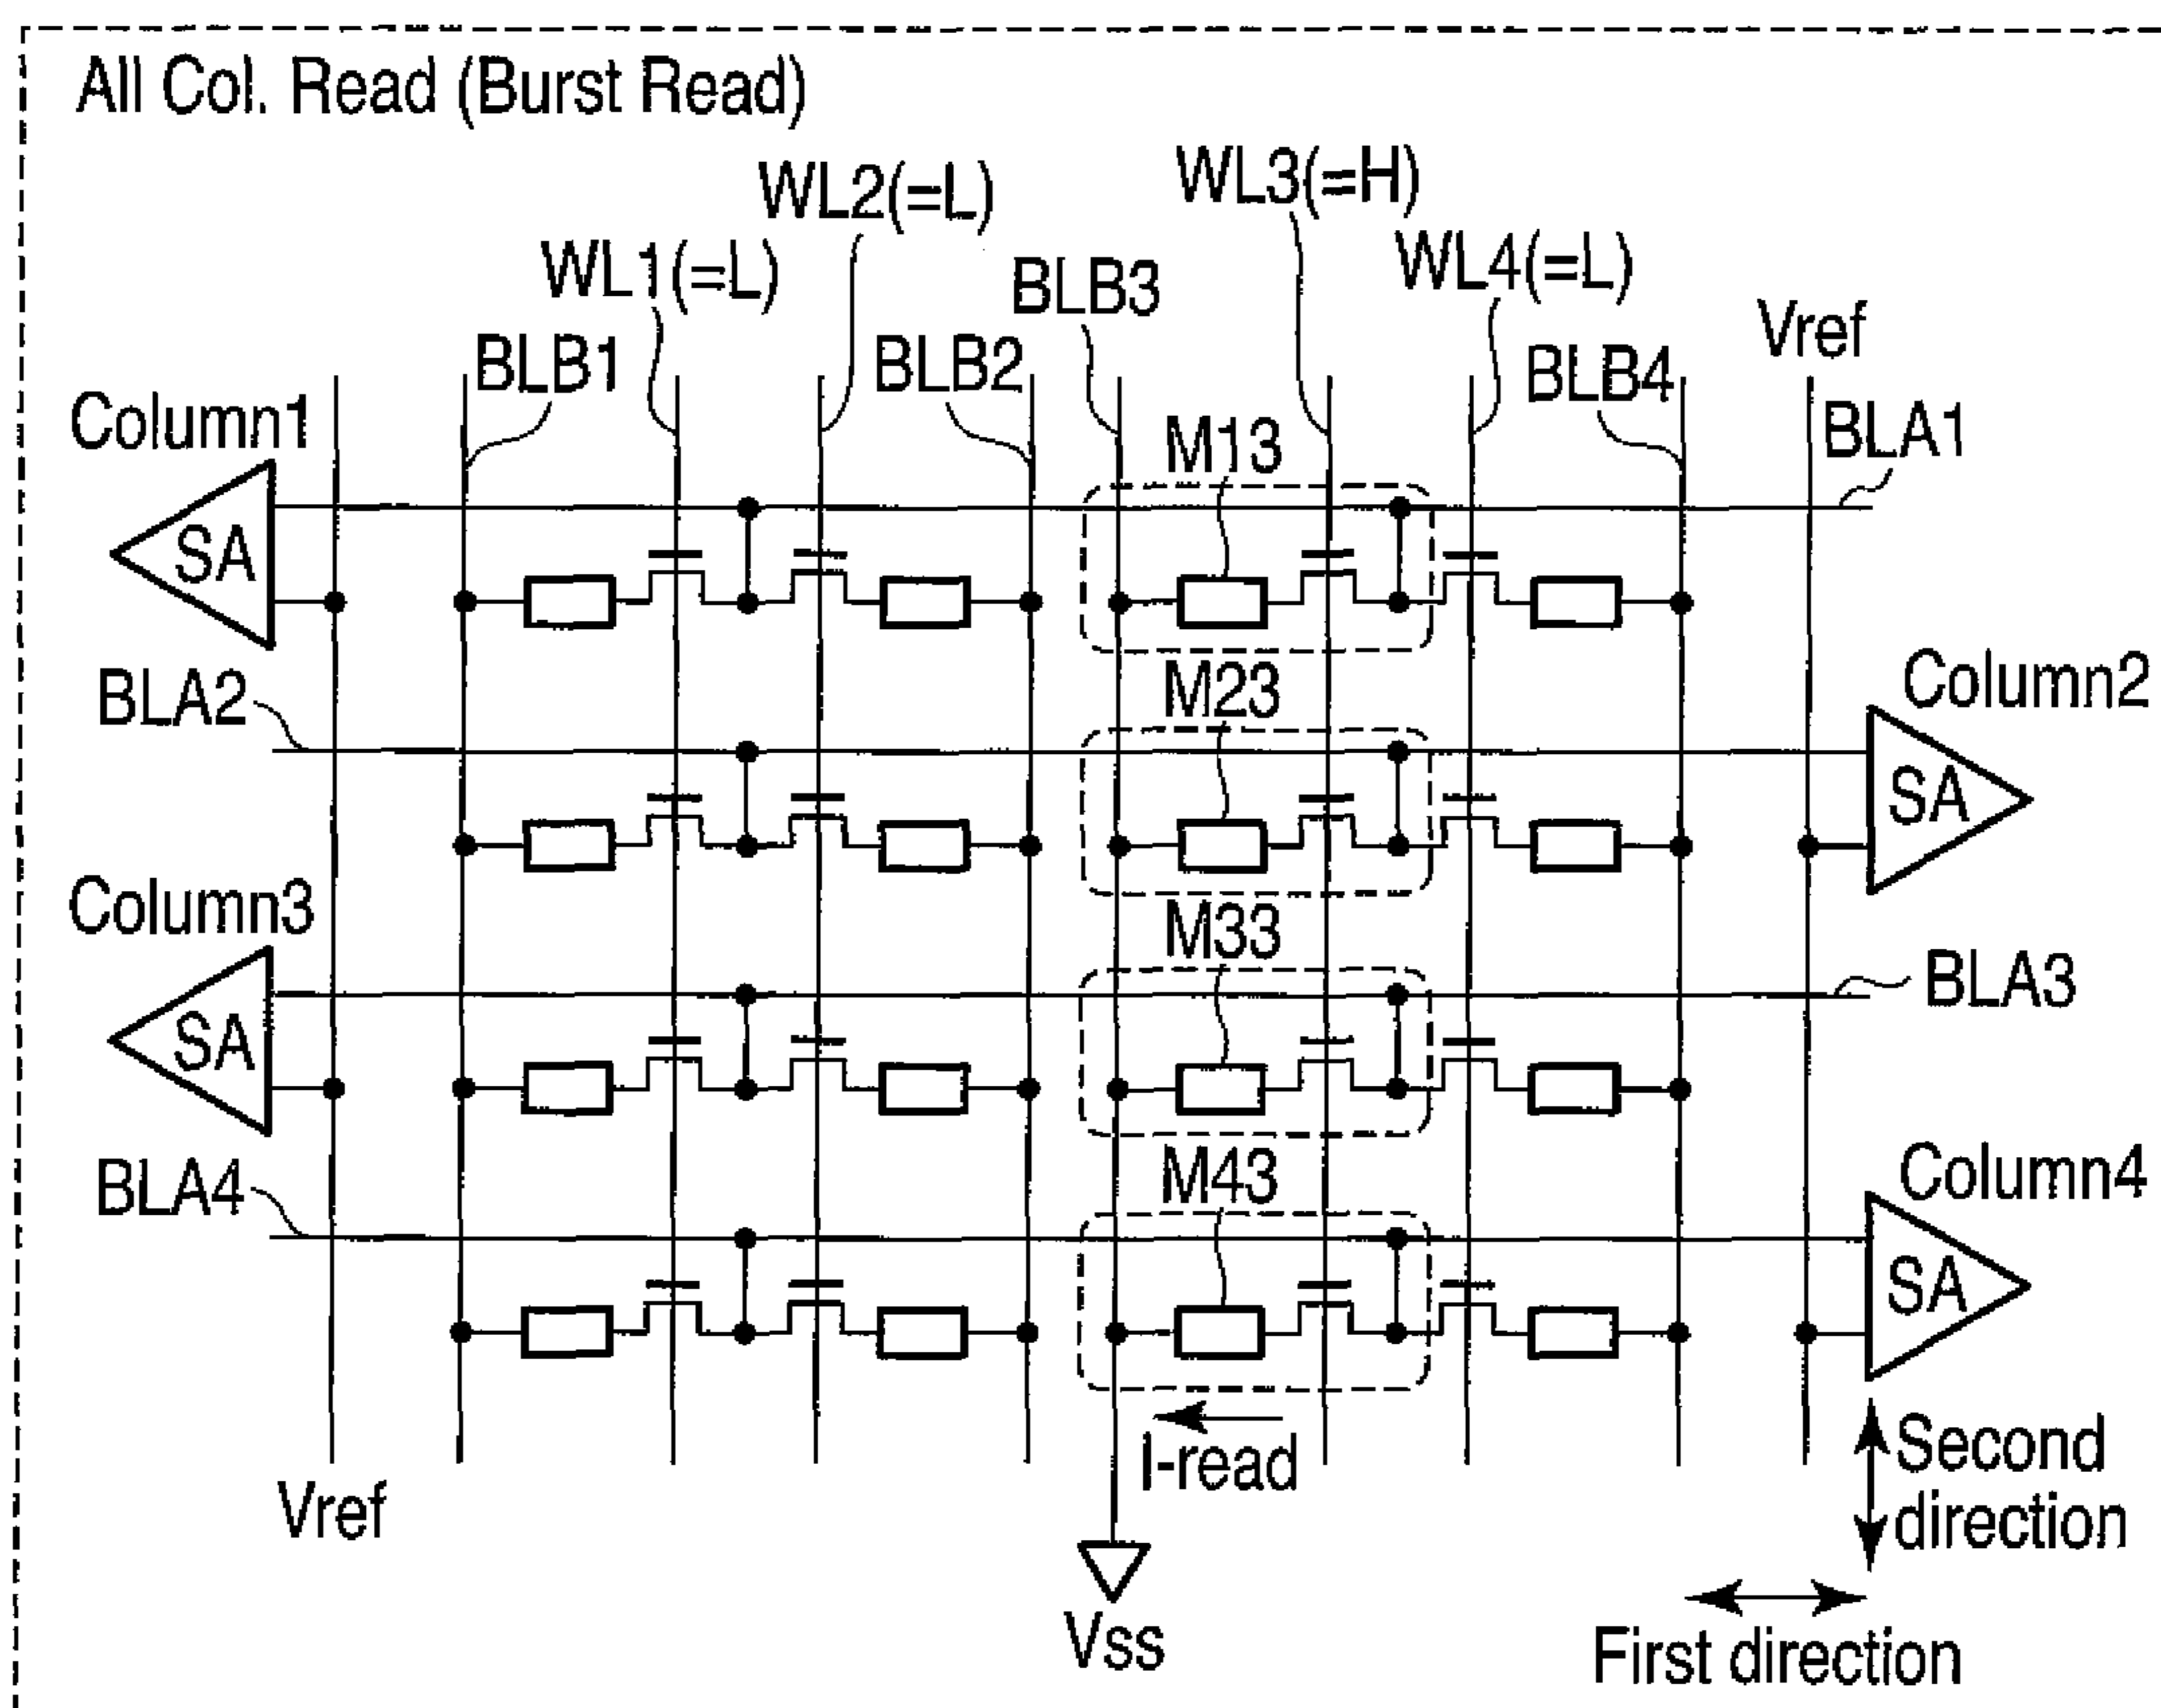 All Col. Read (Burst Read)
WL3(=H)
WL2(=L)
WL1(=L)
BLB3
WL4(=L)
Vref
BLB1
BLB2
BLB4
Column1
M13
BLA1
SA
BLA2
M23
Column2
SA
Column3
M33
BLA3
SA
BLA4
M43
Column4
SA
I-read
Second
direction
Vref
Vss
First direction